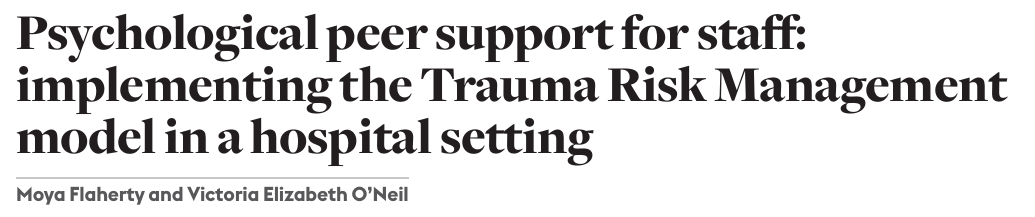 Psychological peer support for staff:
implementing the Trauma Risk Management
model in a hospital setting
Moya Flaherty and Victoria Elizabeth O’Neil